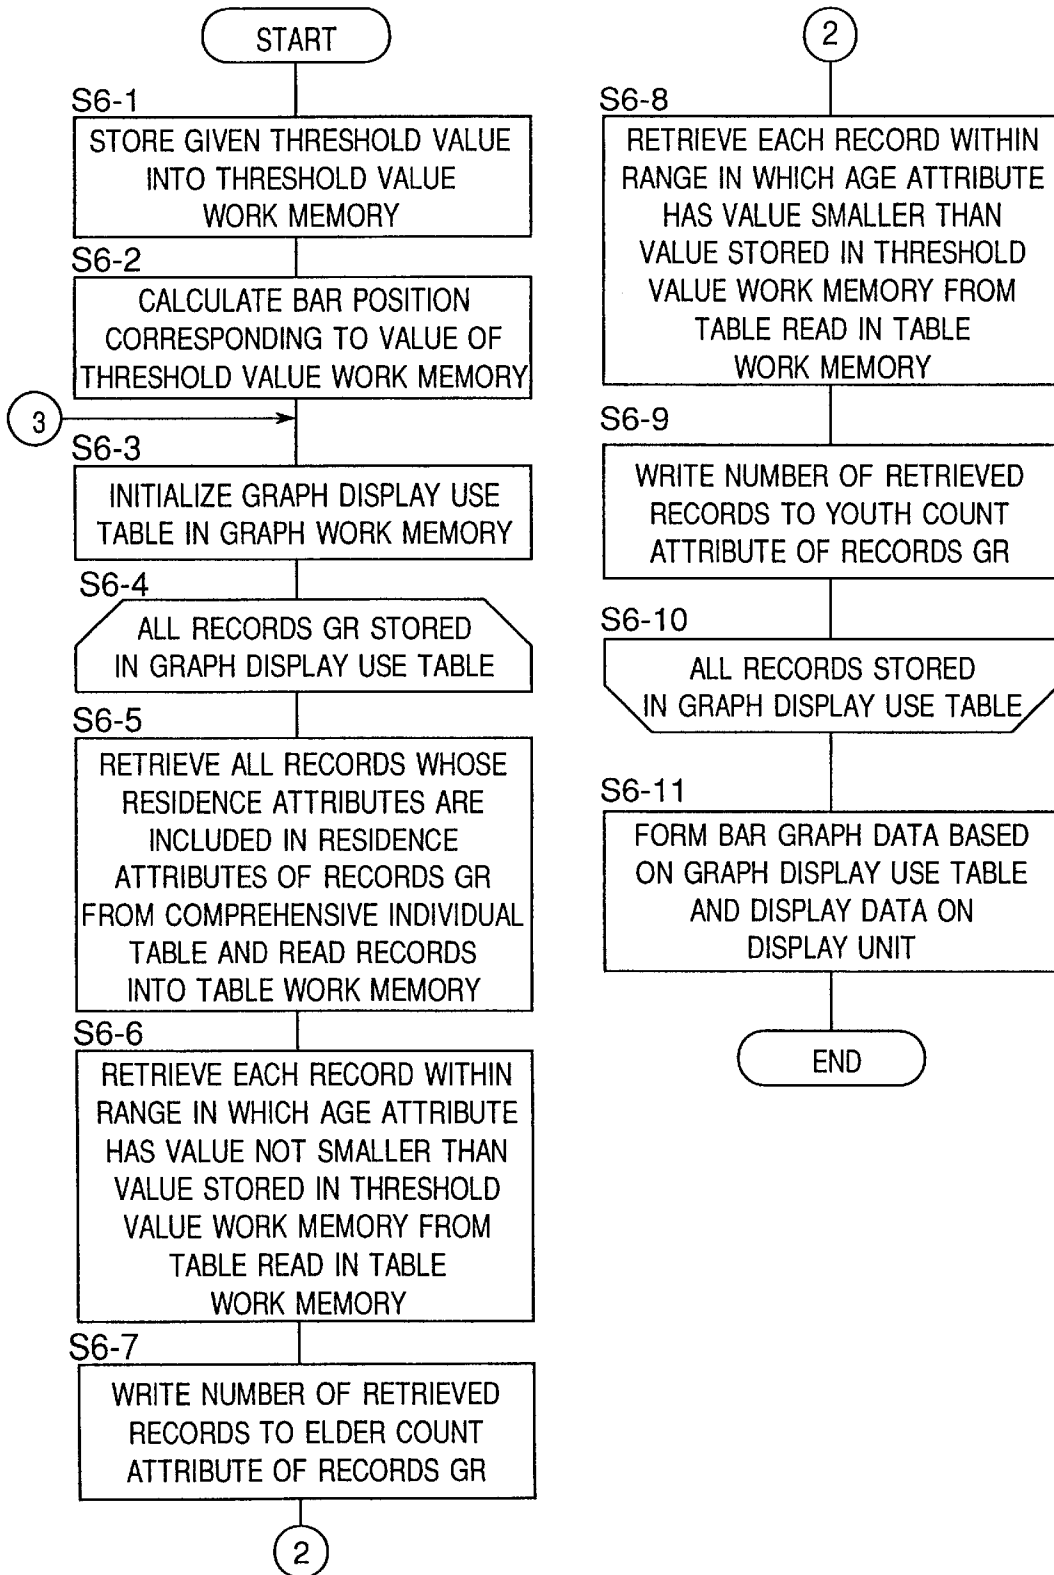 START
S6-1
STORE GIVEN THRESHOLD VALUE
INTO THRESHOLD VALUE
WORK MEMORY
S6-2
CALCULATE BAR POSITION
CORRESPONDING TO VALUE OF
THRESHOLD VALUE WORK MEMORY
3
S6-3
INITIALIZE GRAPH DISPLAY USE
TABLE IN GRAPH WORK MEMORY
S6-4
ALL RECORDS GR STORED
IN GRAPH DISPLAY USE TABLE
S6-5
RETRIEVE ALL RECORDS WHOSE
RESIDENCE ATTRIBUTES ARE
INCLUDED IN RESIDENCE
ATTRIBUTES OF RECORDS GR
FROM COMPREHENSIVE INDIVIDUAL
TABLE AND READ RECORDS
INTO TABLE WORK MEMORY
S6-6
RETRIEVE EACH RECORD WITHIN
RANGE IN WHICH AGE ATTRIBUTE
HAS VALUE NOT SMALLER THAN
VALUE STORED IN THRESHOLD
VALUE WORK MEMORY FROM
TABLE READ IN TABLE
WORK MEMORY
S6-7
WRITE NUMBER OF RETRIEVED
RECORDS TO ELDER COUNT
ATTRIBUTE OF RECORDS GR
2
2
S6-8
RETRIEVE EACH RECORD WITHIN
RANGE IN WHICH AGE ATTRIBUTE
HAS VALUE SMALLER THAN
VALUE STORED IN THRESHOLD
VALUE WORK MEMORY FROM
TABLE READ IN TABLE
WORK MEMORY
S6-9
WRITE NUMBER OF RETRIEVED
RECORDS TO YOUTH COUNT
ATTRIBUTE OF RECORDS GR
S6-10
ALL RECORDS STORED
IN GRAPH DISPLAY USE TABLE
S6-11
FORM BAR GRAPH DATA BASED
ON GRAPH DISPLAY USE TABLE
AND DISPLAY DATA ON
DISPLAY UNIT
END